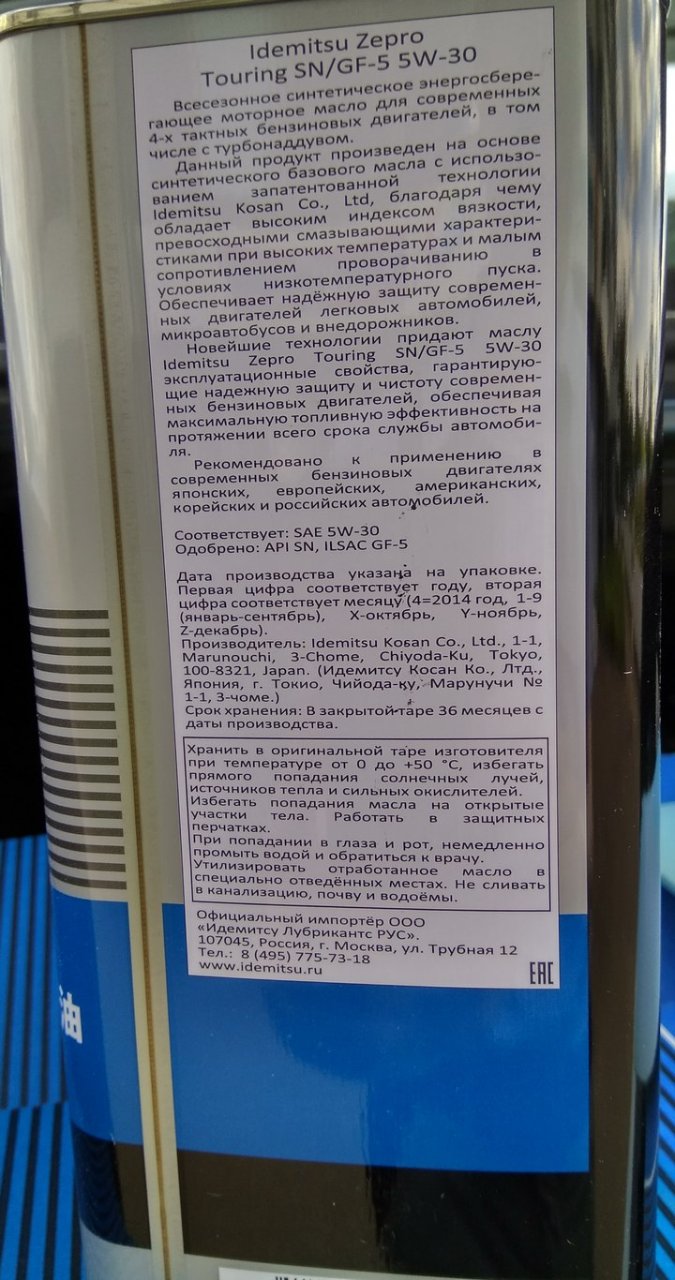 Idemitsu Zepro
Touring SN/GF-5 5W-30
Всесезонное синтетическое энергосбере-
гающее моторное масло для современных
4-х тактных бензиновых двигателей, в том
числе с турбонаддувом.
Данный продукт произведен на основе
синтетического базового масла с использо-
ванием запатентованной технологии
Idemitsu Kosan Co., Ltd, благодаря чему
обладает высоким индексом вязкости,
превосходными смазывающими характери-
стиками при высоких температурах и малым
сопротивлением проворачиванию в
условиях низкотемпературного пуска.
Обеспечивает надёжную защиту современ-
ных двигателей легковых автомобилей,
микроавтобусов и внедорожников.
Новейшие технологии придают маслу
Idemitsu Zepro Touring SN/GF-5 5W-30
эксплуатационные свойства, гарантирую-
щие надежную защиту и чистоту современ-
ных бензиновых двигателей, обеспечивая
максимальную топливную эффективность на
протяжении всего срока службы автомоби-
ля.
Рекомендовано к применению в
современных бензиновых двигателях
японских, европейских, американских,
корейских и российских автомобилей.
Соответствует: SAE 5W-30
Одобрено: API SN, ILSAC GF-5
Дата производства указана на упаковке.
Первая цифра соответствует году, вторая
цифра соответствует месяцу (4=2014 год, 1-9
(январь-сентябрь), X-октябрь, Y-ноябрь,
Z-декабрь).
Производитель: Idemitsu Kosan Co., Ltd., 1-1,
Marunouchi, 3-Chome, Chiyoda-Ku, Tokyo,
100-8321, Japan. (Идемитсу Косан Ко., Лтд.,
Япония, г. Токио, Чийода-ку, Марунучи №
1-1, 3-чоме.)
Срок хранения: В закрытой таре 36 месяцев с
даты производства.
Хранить в оригинальной таре изготовителя
при температуре от 0 до +50 °C, избегать
прямого попадания солнечных лучей,
источников тепла и сильных окислителей.
Избегать попадания масла на открытые
участки тела. Работать в защитных
перчатках.
При попадании в глаза и рот, немедленно
промыть водой и обратиться к врачу.
Утилизировать отработанное масло в
специально отведённых местах. Не сливать
в канализацию, почву и водоёмы.
Официальный импортёр ООО
«Идемитсу Лубрикантс РУС».
107045, Россия, г. Москва, ул. Трубная 12
Тел.: 8 (495) 775-73-18
www.idemitsu.ru
EAC
油